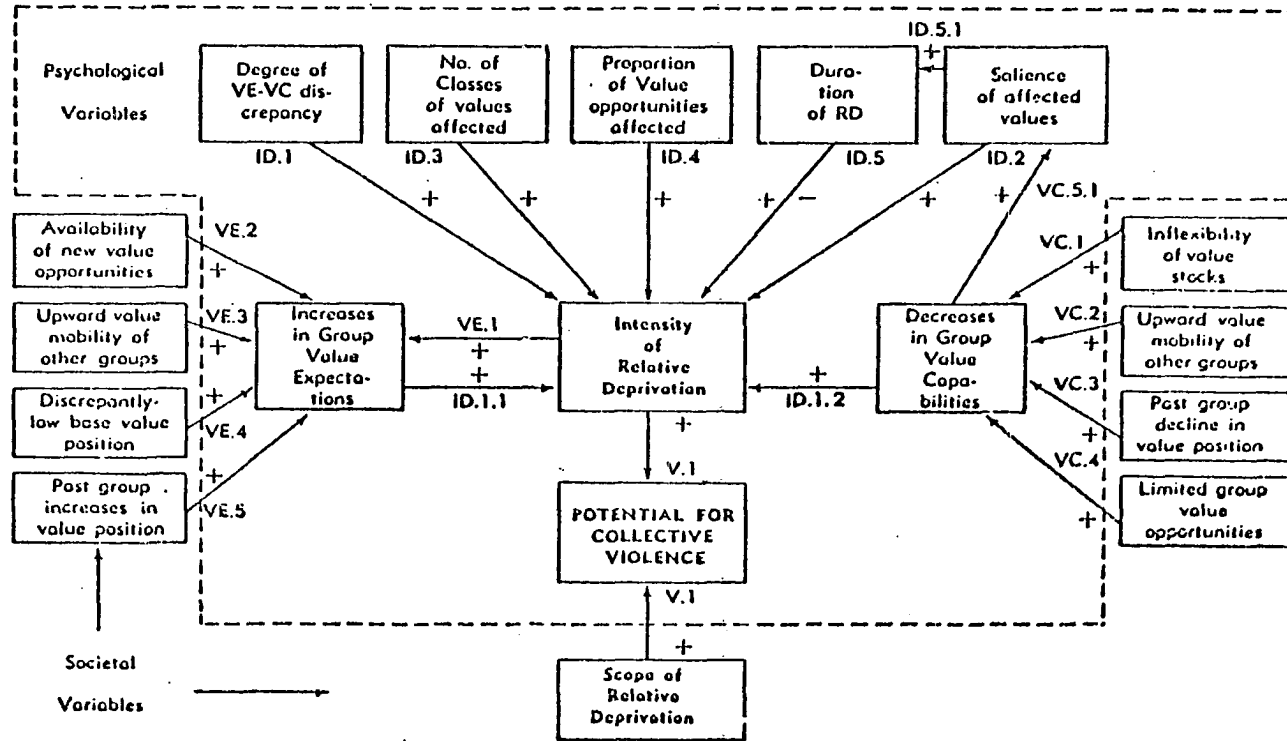 ID.5.1
+
Psychological
Variables
Degree of
VE-VC dis-
crepancy
No. of
Classes
of values
affected
Proportion
of Value
opportunities
affected
Dura-
tion
of RD
Salience
of affected
values
ID.1
ID.3
ID.4
ID.5
ID.2
+
+
+
+ −
+
+
VC.5.1
Availability
of new value
opportunities
VE.2
+
Upward value
mobility of
other groups
VE.3
+
Discrepantly-
low base value
position
+
VE.4
Past group
increases in
value position
+
VE.5
Increases
in Group
Value
Expecta-
tions
VE.1
+
+
ID.1.1
Intensity
of
Relative
Deprivation
+
ID.1.2
Decreases
in Group
Value
Capa-
bilities
VC.1
+
Inflexibility
of value
stocks
VC.2
+
Upward value
mobility of
other groups
VC.3
+
Past group
decline in
value position
VC.4
+
Limited group
value
opportunities
+
V.1
POTENTIAL FOR
COLLECTIVE
VIOLENCE
V.1
+
Scope of
Relative
Deprivation
Societal
Variables